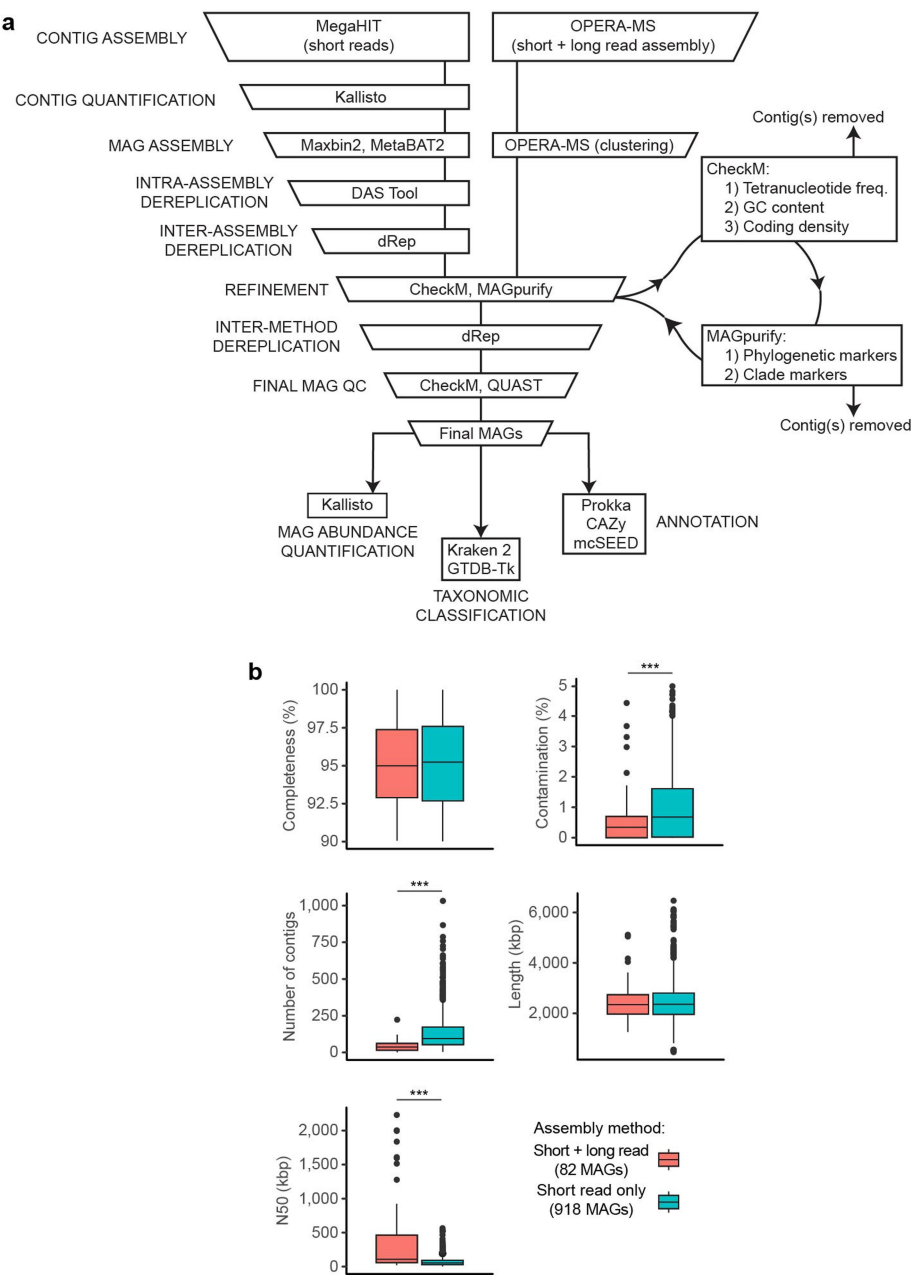 a
CONTIG ASSEMBLY
MegaHIT
(short reads)
OPERA-MS
(short + long read assembly)
CONTIG QUANTIFICATION
Kallisto
MAG ASSEMBLY
Maxbin2, MetaBAT2
OPERA-MS (clustering)
INTRA-ASSEMBLY
DEREPLICATION
DAS Tool
INTER-ASSEMBLY
DEREPLICATION
dRep
REFINEMENT
CheckM, MAGpurify
INTER-METHOD
DEREPLICATION
dRep
FINAL MAG QC
CheckM, QUAST
Final MAGs
Contig(s) removed
CheckM:
1) Tetranucleotide freq.
2) GC content
3) Coding density
MAGpurify:
1) Phylogenetic markers
2) Clade markers
Contig(s) removed
Kallisto
MAG ABUNDANCE
QUANTIFICATION
Kraken 2
GTDB-Tk
TAXONOMIC
CLASSIFICATION
Prokka
CAZy
mcSEED
ANNOTATION
b
Completeness (%)
100
97.5
95
92.5
90
Contamination (%)
5
4
3
2
1
0
***
Number of contigs
1,000
750
500
250
0
***
Length (kbp)
6,000
4,000
2,000
N50 (kbp)
2,000
1,500
1,000
500
0
***
Assembly method:
Short + long read
(82 MAGs)
Short read only
(918 MAGs)